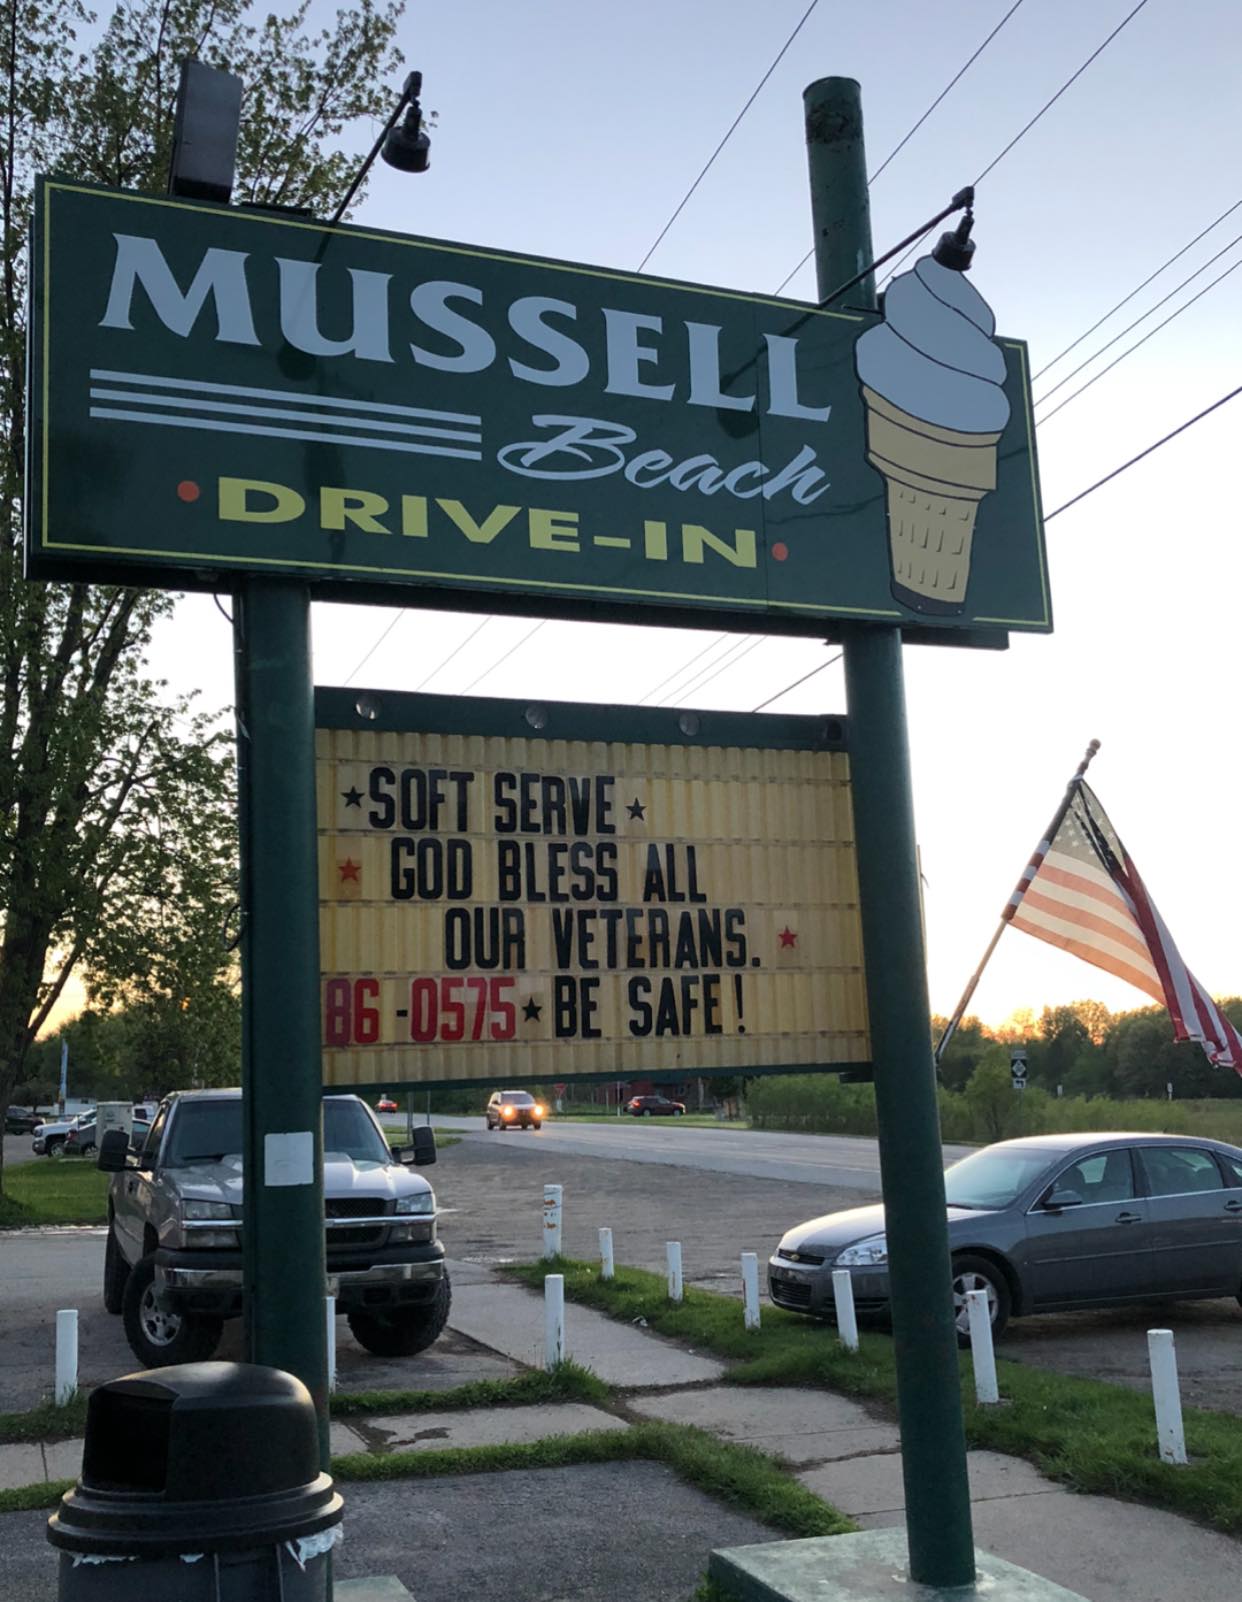 MUSSELL
Beach
DRIVE-IN
SOFT SERVE
GOD BLESS ALL
OUR VETERANS.
86-0575 BE SAFE!